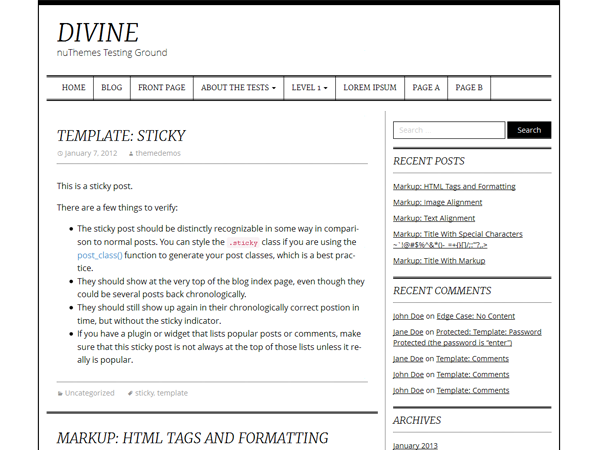 DIVINE
nuThemes Testing Ground
HOME BLOG FRONT PAGE ABOUT THE TESTS LEVEL 1 LOREM IPSUM PAGE A PAGE B
TEMPLATE: STICKY
January 7, 2012 themedemos
This is a sticky post.
There are a few things to verify:
The sticky post should be distinctly recognizable in some way in compari-
son to normal posts. You can style the .sticky class if you are using the
post_class() function to generate your post classes, which is a best prac-
tice.
They should show at the very top of the blog index page, even though they
could be several posts back chronologically.
They should still show up again in their chronologically correct postion in
time, but without the sticky indicator.
If you have a plugin or widget that lists popular posts or comments, make
sure that this sticky post is not always at the top of those lists unless it re-
ally is popular.
Uncategorized sticky, template
MARKUP: HTML TAGS AND FORMATTING
Search ... Search
RECENT POSTS
Markup: HTML Tags and Formatting
Markup: Image Alignment
Markup: Text Alignment
Markup: Title With Special Characters
Markup: Title With Markup
RECENT COMMENTS
John Doe on Edge Case: No Content
Jane Doe on Protected: Template: Password
Protected (the password is “enter”)
Jane Doe on Template: Comments
John Doe on Template: Comments
John Doe on Template: Comments
ARCHIVES
January 2013